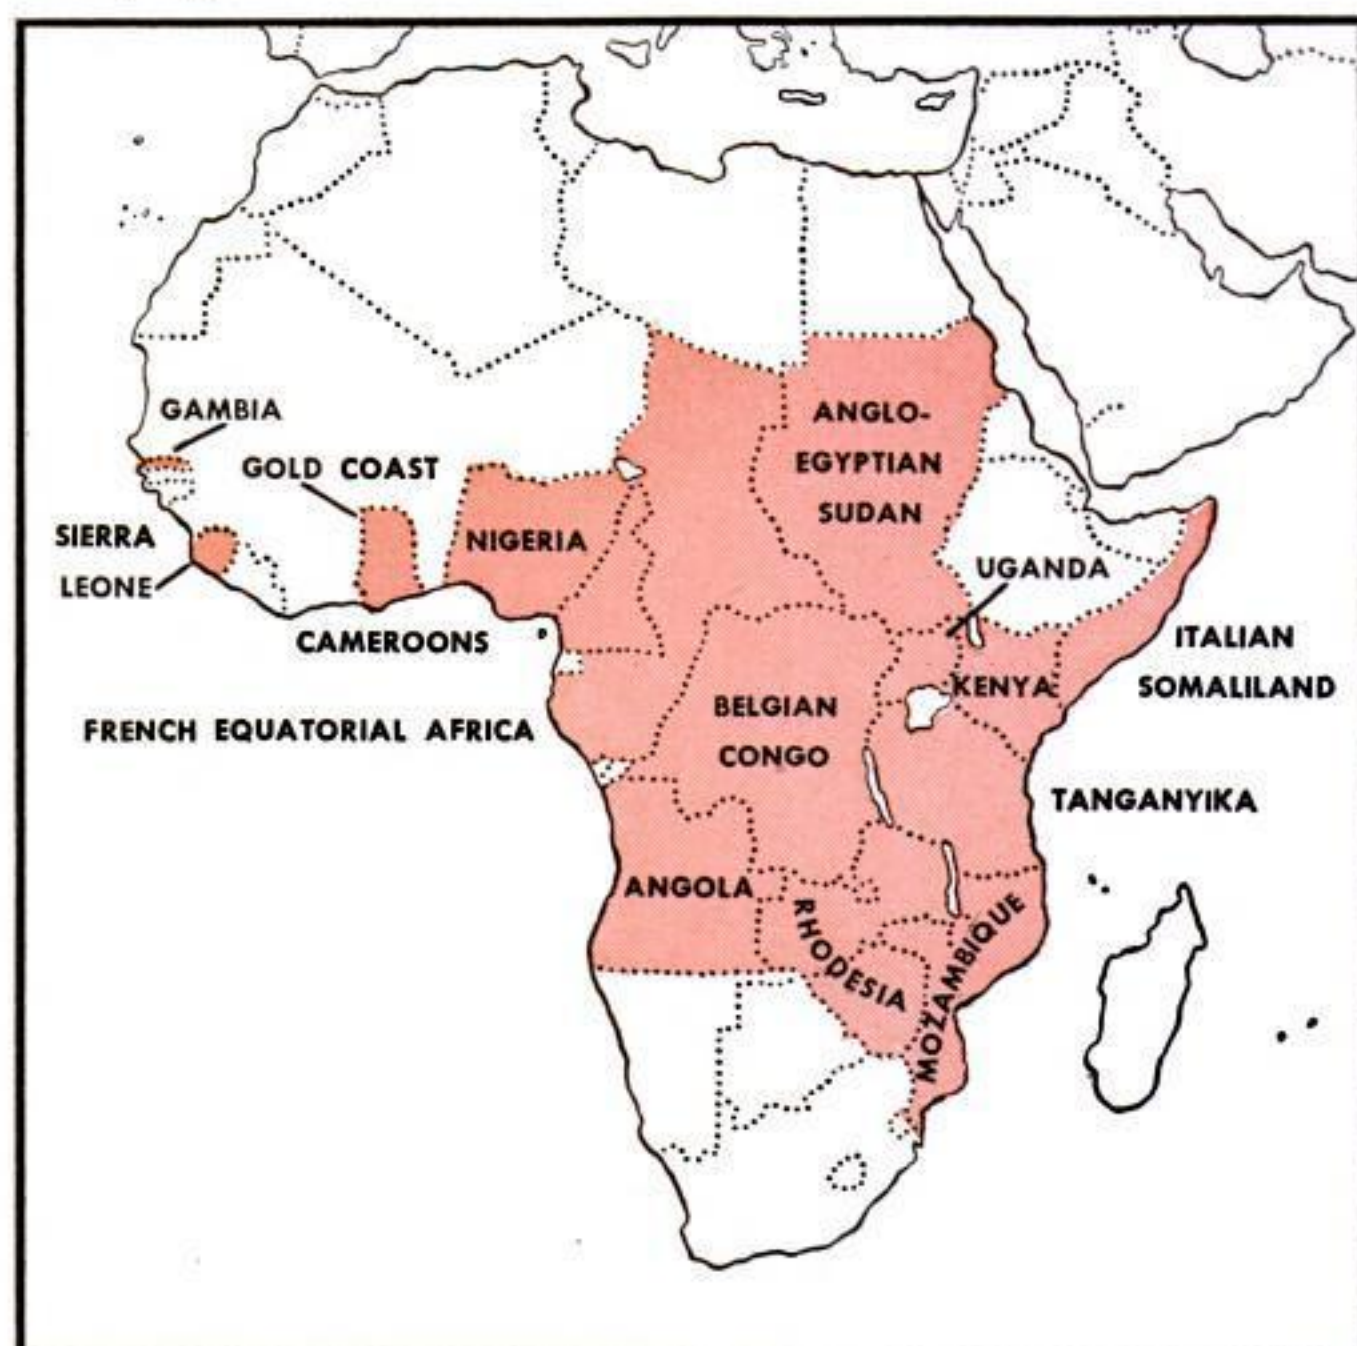 GAMBIA
GOLD COAST
SIERRA
LEONE
NIGERIA
ANGLO-
EGYPTIAN
SUDAN
UGANDA
CAMEROONS
ITALIAN
SOMALILAND
KENYA
FRENCH EQUATORIAL AFRICA
BELGIAN
CONGO
TANGANYIKA
ANGOLA
RHODESIA
MOZAMBIQUE